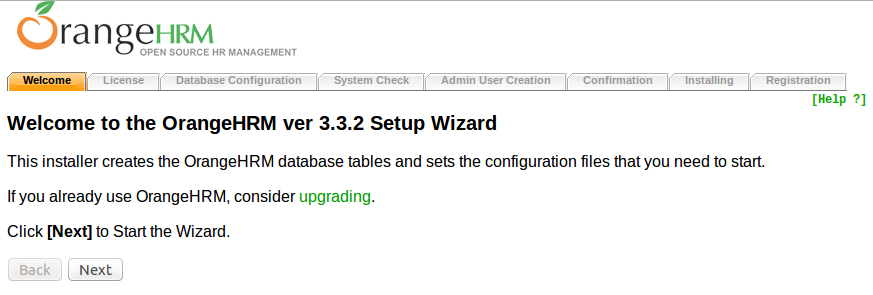 OrangeHRM
OPEN SOURCE HR MANAGEMENT
Welcome License Database Configuration System Check Admin User Creation Confirmation Installing Registration
[Help ?]
Welcome to the OrangeHRM ver 3.3.2 Setup Wizard
This installer creates the OrangeHRM database tables and sets the configuration files that you need to start.
If you already use OrangeHRM, consider upgrading.
Click [Next] to Start the Wizard.
Back Next